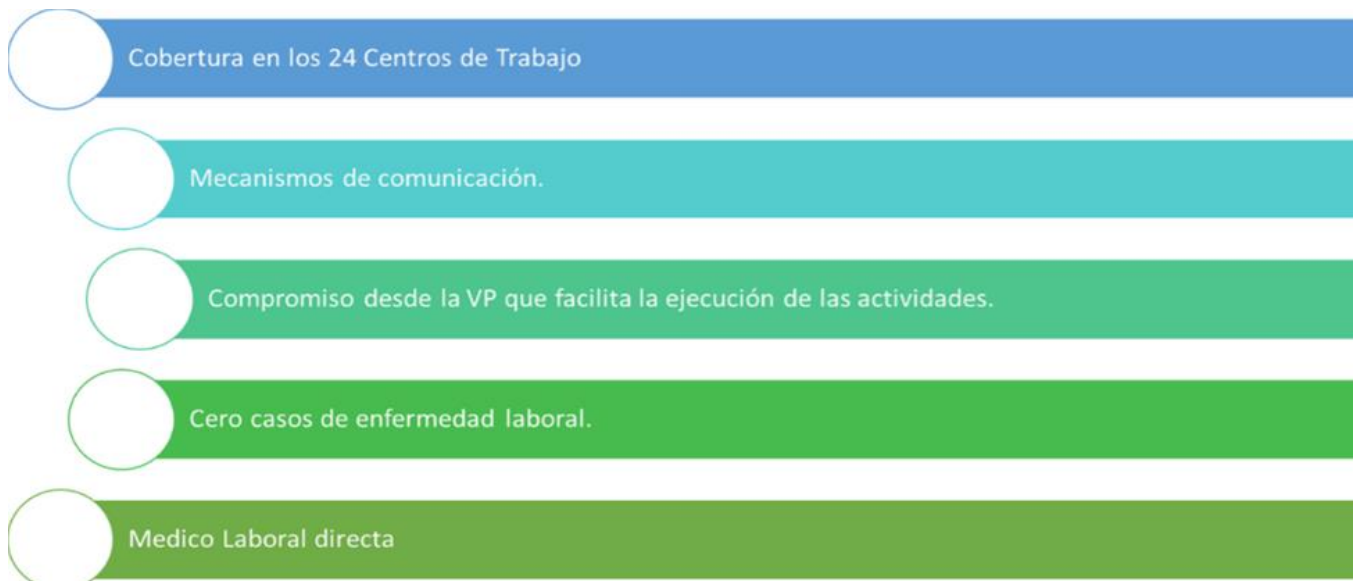 Cobertura en los 24 Centros de Trabajo
Mecanismos de comunicación.
Compromiso desde la VP que facilita la ejecución de las actividades.
Cero casos de enfermedad laboral.
Medico Laboral directa